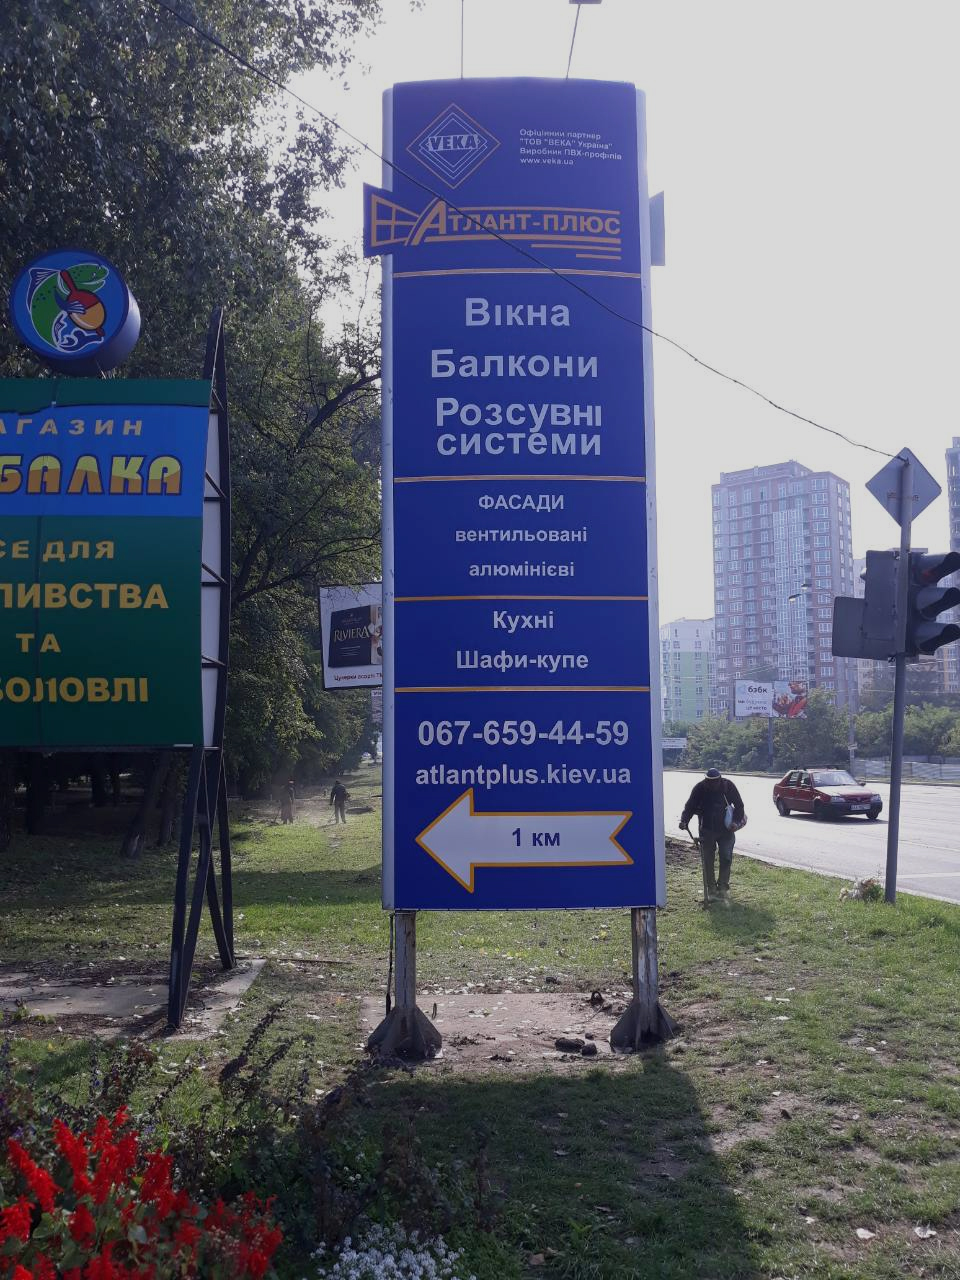 VEKA
Офіційний партнер
"ТОВ "ВЕКА" Україна"
Виробник ПВХ-профілів
www.veka.ua
АТЛАНТ-ПЛЮС
Вікна
Балкони
Розсувні
системи
ФАСАДИ
вентильовані
алюмінієві
Кухні
Шафи-купе
067-659-44-59
atlantplus.kiev.ua
1 км
АГАЗИН
БАЛКА
СЕ ДЛЯ
ЛИВСТВА
ТА
БОЛОВЛІ
RIVIERA
бзбк